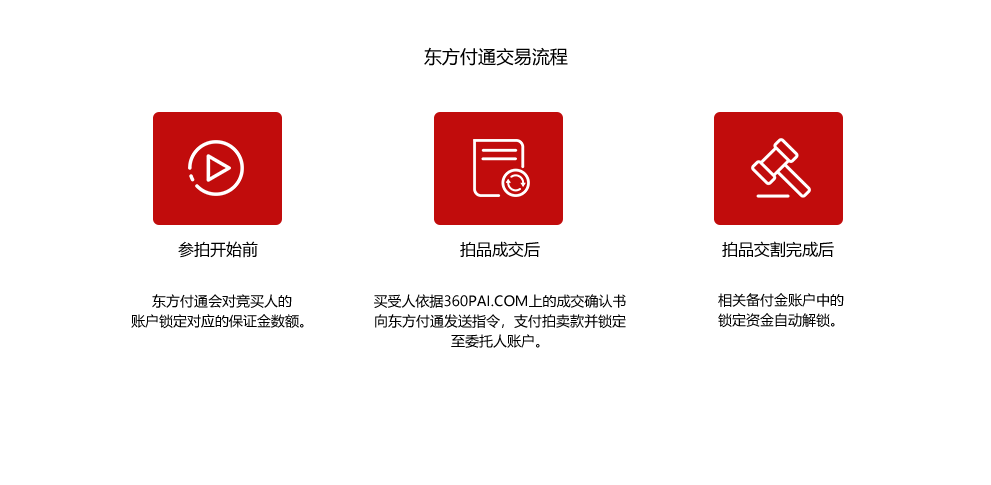 东方付通交易流程
参拍开始前
东方付通会对竞买人的
账户锁定对应的保证金数额。
拍品成交后
买受人依据360PAI.COM上的成交确认书
向东方付通发送指令，支付拍卖款并锁定
至委托人账户。
拍品交割完成后
相关备付金账户中的
锁定资金自动解锁。